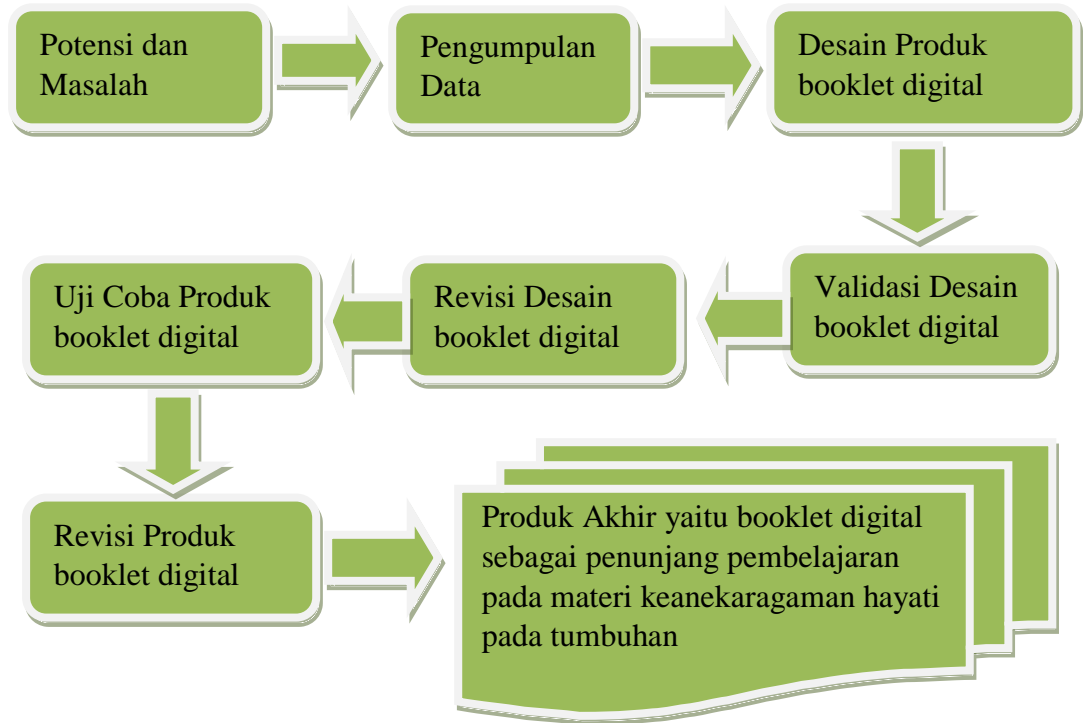 Potensi dan
Masalah
Pengumpulan
Data
Desain Produk
booklet digital
Validasi Desain
booklet digital
Revisi Desain
booklet digital
Uji Coba Produk
booklet digital
Revisi Produk
booklet digital
Produk Akhir yaitu booklet digital
sebagai penunjang pembelajaran
pada materi keanekaragaman hayati
pada tumbuhan